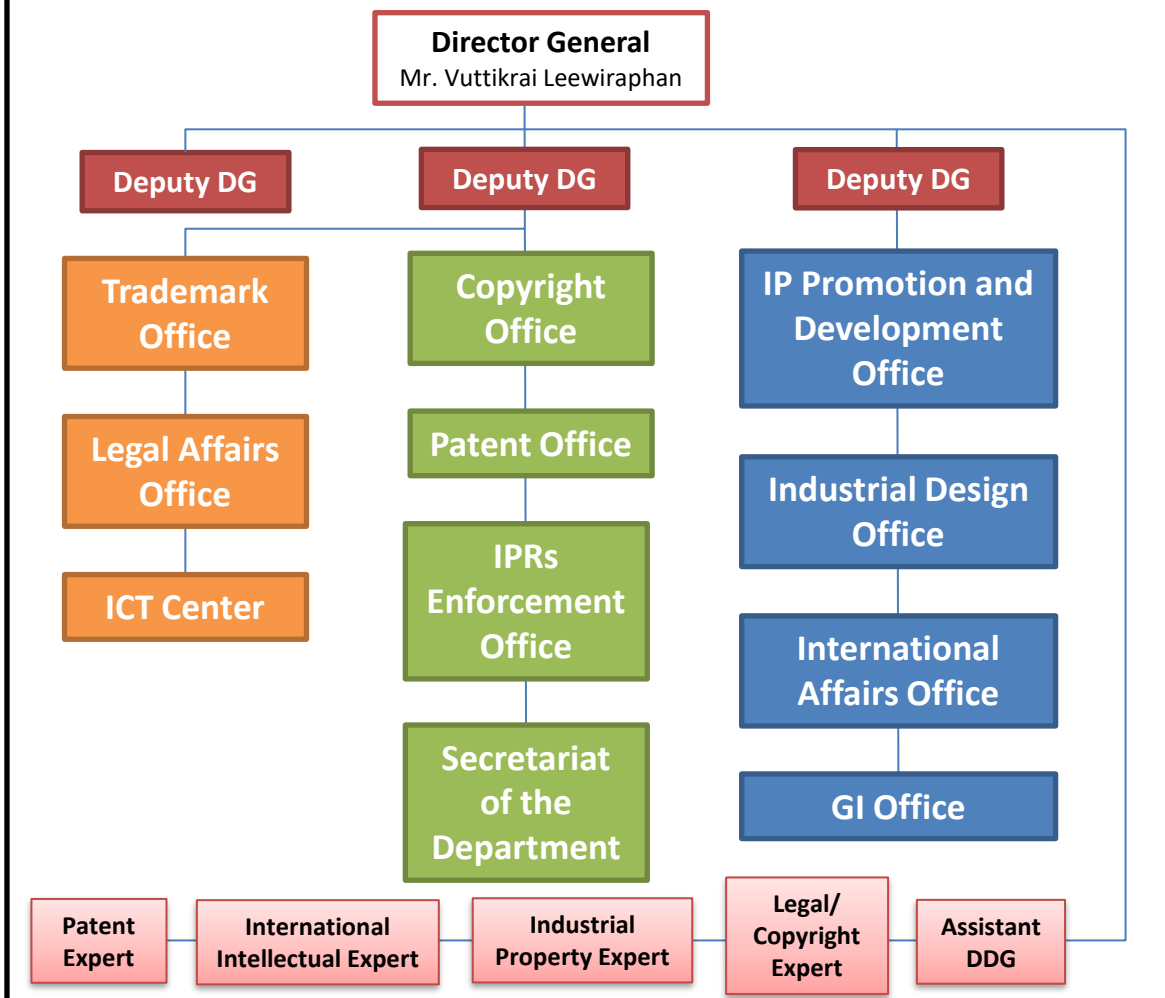 Director General
Mr. Vuttikrai Leewiraphan
Deputy DG
Deputy DG
Deputy DG
Trademark
Office
Copyright
Office
IP Promotion and
Development
Office
Legal Affairs
Office
Patent Office
Industrial Design
Office
ICT Center
IPRs
Enforcement
Office
International
Affairs Office
Secretariat
of the
Department
GI Office
Patent
Expert
International
Intellectual Expert
Industrial
Property Expert
Legal/
Copyright
Expert
Assistant
DDG